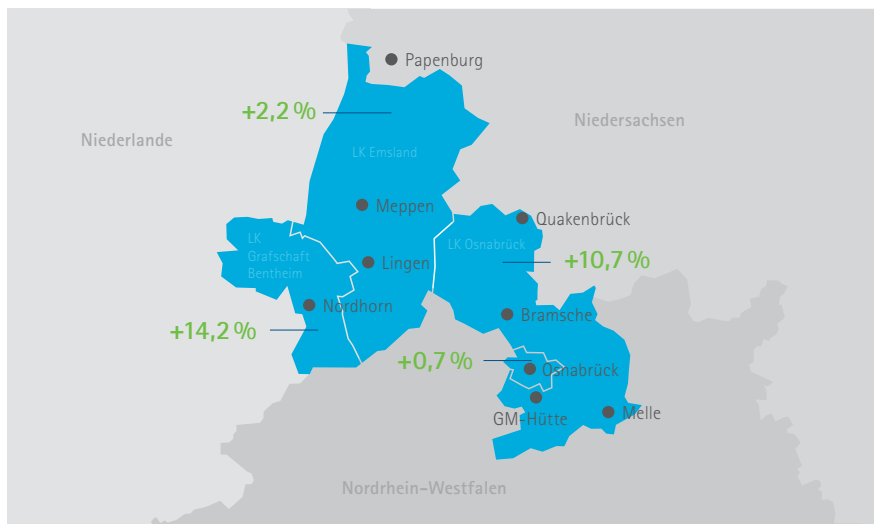 Papenburg
+2,2 %
Niedersachsen
Niederlande
LK Emsland
Meppen
Quakenbrück
LK
Grafschaft
Bentheim
LK Osnabrück
Lingen
+10,7 %
Nordhorn
Bramsche
+14,2 %
+0,7 %
Osnabrück
GM-Hütte
Melle
Nordrhein-Westfalen